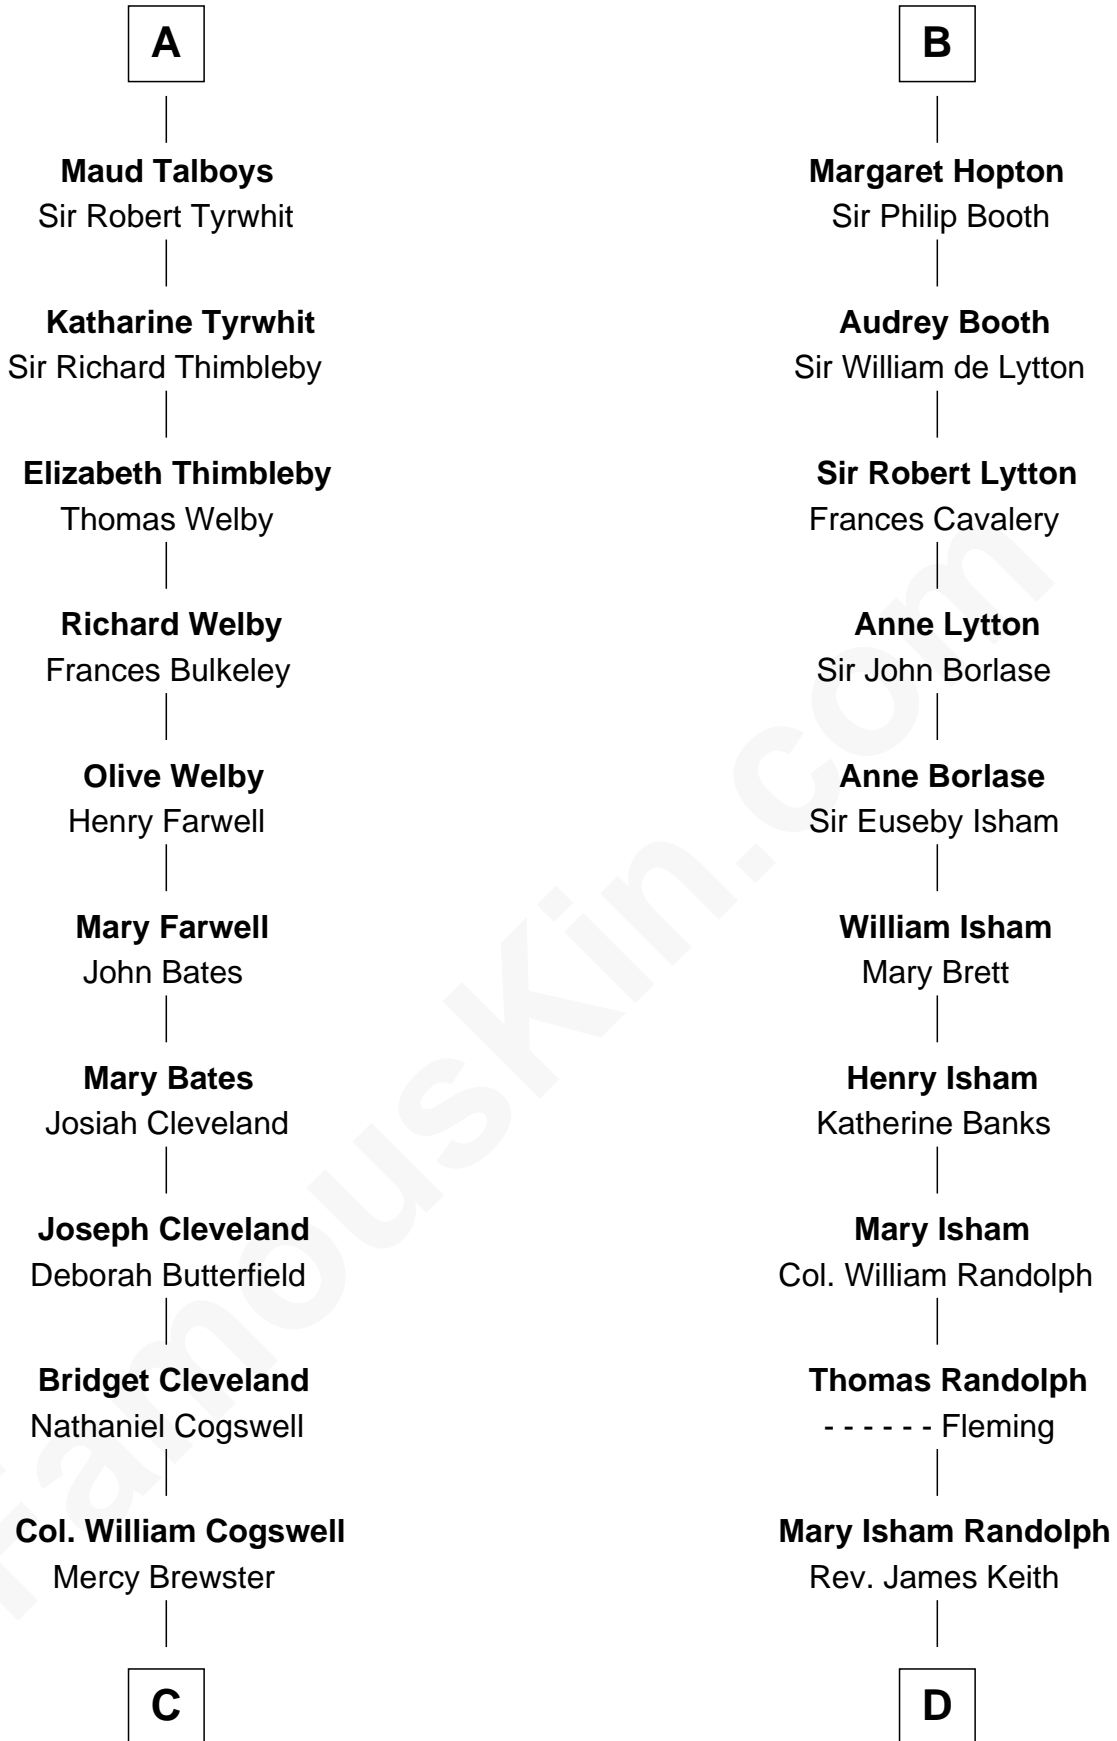 A
Maud Talboys
Sir Robert Tyrwhit
Katharine Tyrwhit
Sir Richard Thimbleby
Elizabeth Thimbleby
Thomas Welby
Richard Welby
Frances Bulkeley
Olive Welby
Henry Farwell
Mary Farwell
John Bates
Mary Bates
Josiah Cleveland
Joseph Cleveland
Deborah Butterfield
Bridget Cleveland
Nathaniel Cogswell
Col. William Cogswell
Mercy Brewster
C
B
Margaret Hopton
Sir Philip Booth
Audrey Booth
Sir William de Lytton
Sir Robert Lytton
Frances Cavalery
Anne Lytton
Sir John Borlase
Anne Borlase
Sir Euseby Isham
William Isham
Mary Brett
Henry Isham
Katherine Banks
Mary Isham
Col. William Randolph
Thomas Randolph
- - - - - - Fleming
Mary Isham Randolph
Rev. James Keith
D
FamousKin.com